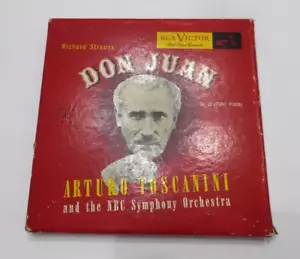 RCA VICTOR
Richard Strauss
DON JUAN
ARTURO TOSCANINI
and the NBC Symphony Orchestra